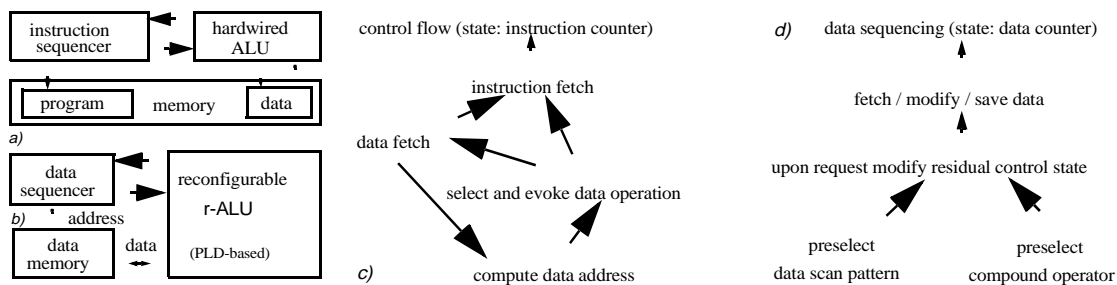 instruction
sequencer
hardwired
ALU
program
memory
data
a)
data
sequencer
reconfigurable
r-ALU
(PLD-based)
b)
address
data
memory
data
control flow (state: instruction counter)
instruction fetch
data fetch
select and evoke data operation
c)
compute data address
d)
data sequencing (state: data counter)
fetch / modify / save data
upon request modify residual control state
preselect
data scan pattern
preselect
compound operator